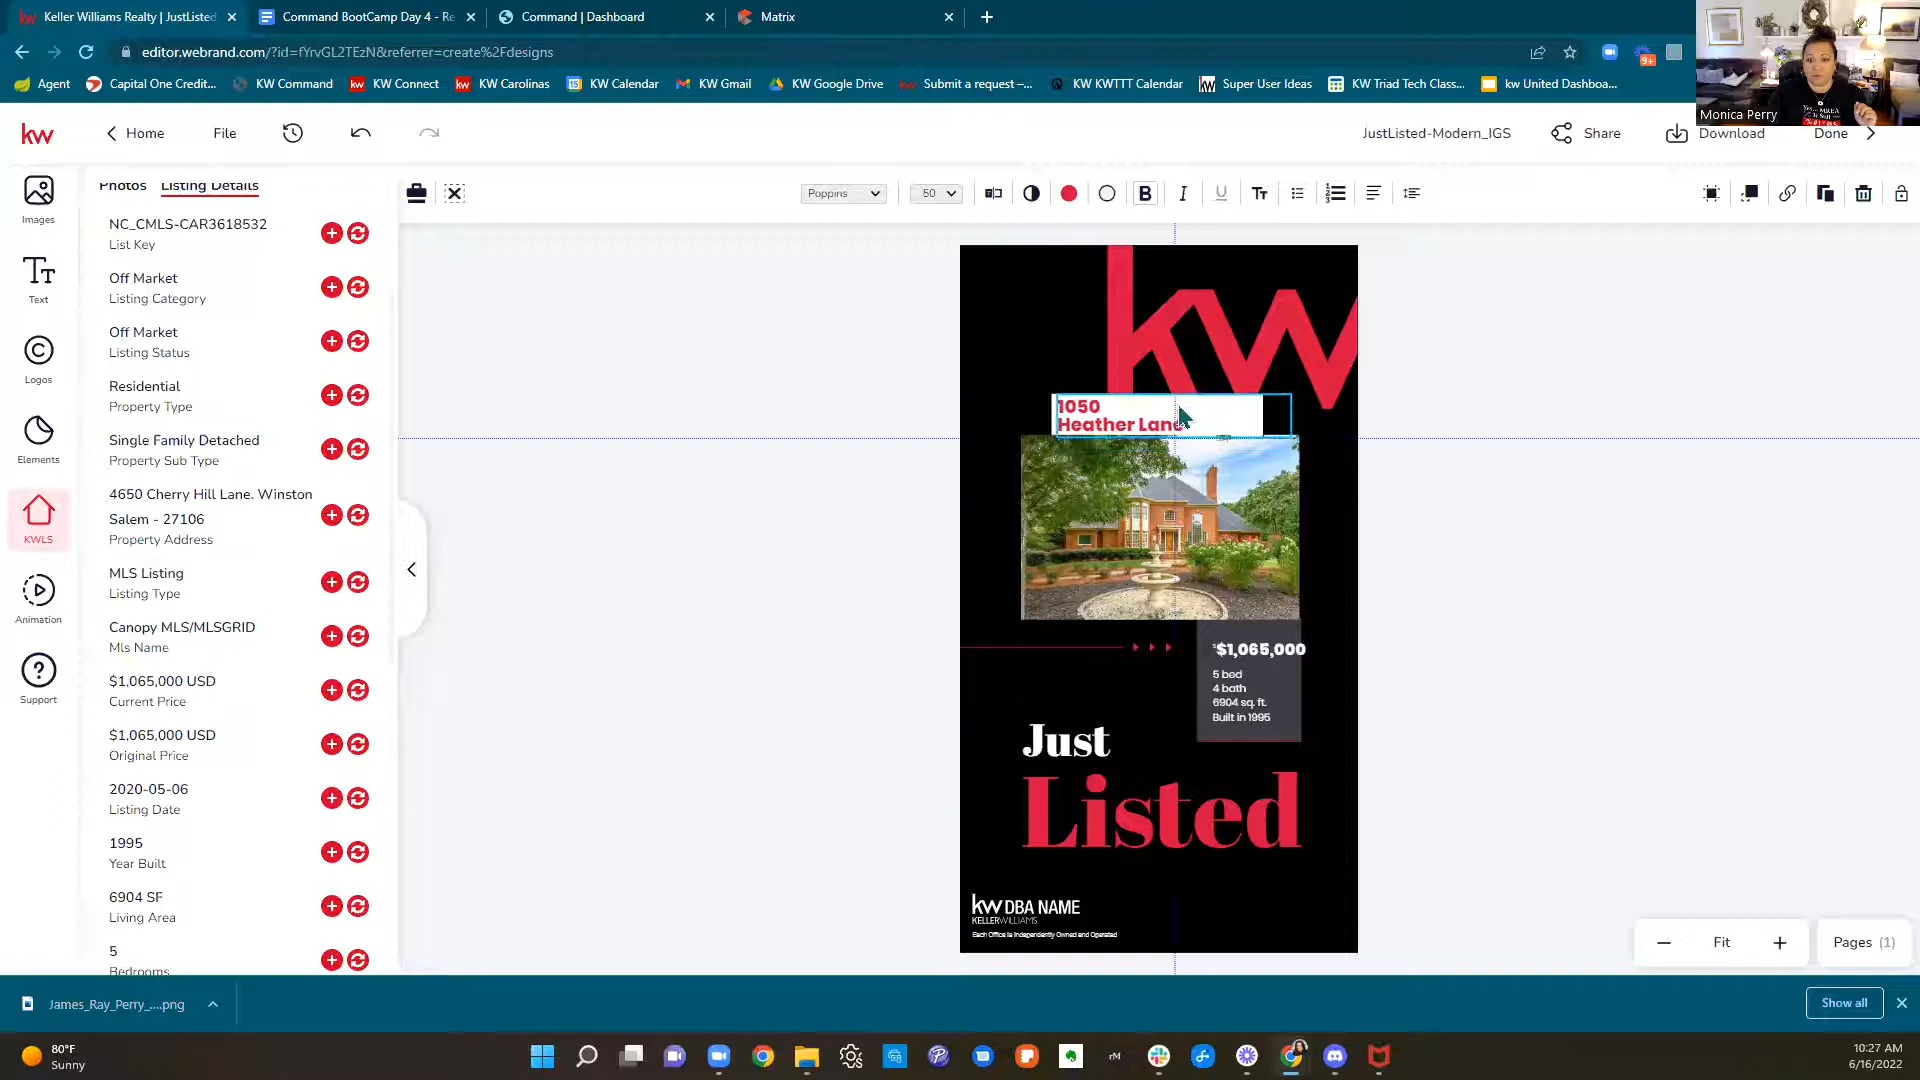 Keller Williams Realty | JustListed
Command BootCamp Day 4 - Re
Command | Dashboard
Matrix
editor.webrand.com/?id=fYrvGL2TEzN&referrer=create%2Fdesigns
9+
Agent
Capital One Credit...
KW Command
KW Connect
KW Carolinas
KW Calendar
KW Gmail
KW Google Drive
Submit a request –...
KW KWTTT Calendar
Super User Ideas
KW Triad Tech Class...
kw United Dashboa...
Monica Perry
kw
Home
File
JustListed-Modern_IGS
Share
Download
Done
Images
Text
Logos
Elements
KWLS
Animation
Support
Photos
Listing Details
NC_CMLS-CAR3618532
List Key
Off Market
Listing Category
Off Market
Listing Status
Residential
Property Type
Single Family Detached
Property Sub Type
4650 Cherry Hill Lane. Winston
Salem - 27106
Property Address
MLS Listing
Listing Type
Canopy MLS/MLSGRID
Mls Name
$1,065,000 USD
Current Price
$1,065,000 USD
Original Price
2020-05-06
Listing Date
1995
Year Built
6904 SF
Living Area
5
Bedrooms
Poppins
50
kw
1050
Heather Lane
$1,065,000
5 bed
4 bath
6904 sq. ft.
Built in 1995
Just
Listed
kw DBA NAME
KELLERWILLIAMS.
Each Office is Independently Owned and Operated
Fit
Pages (1)
James_Ray_Perry_....png
Show all
80°F
Sunny
rM
10:27 AM
6/16/2022